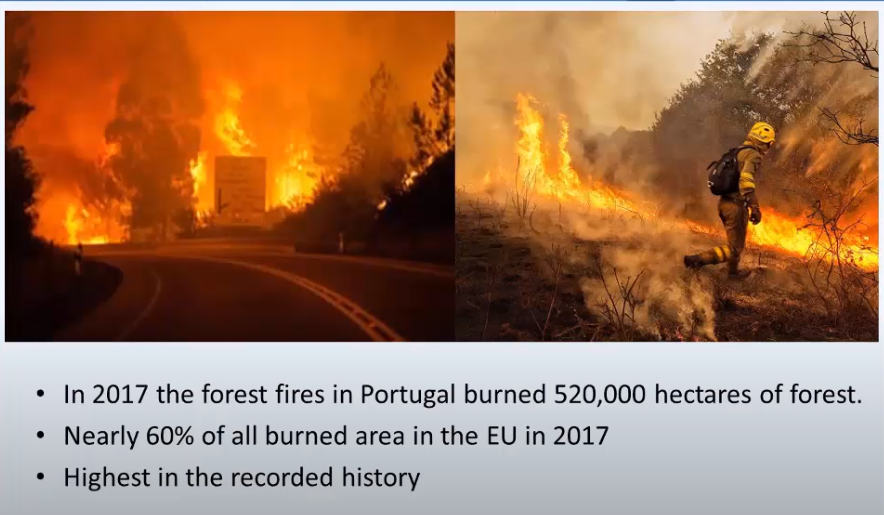 • In 2017 the forest fires in Portugal burned 520,000 hectares of forest.
• Nearly 60% of all burned area in the EU in 2017
• Highest in the recorded history